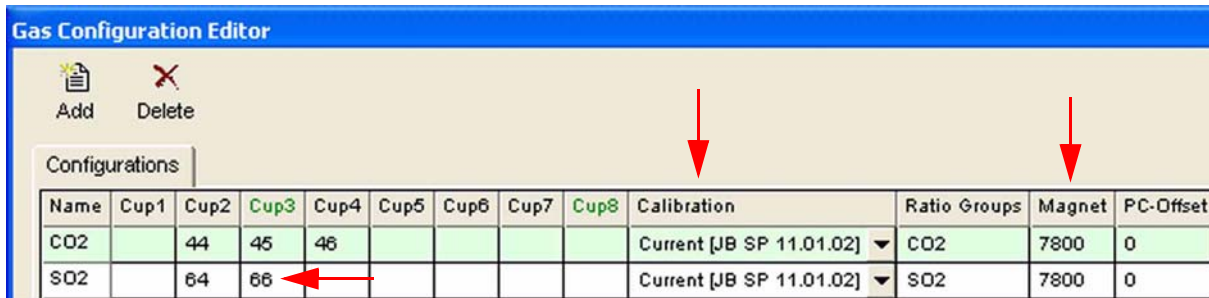 Gas Configuration Editor
Add Delete
Configurations
Name Cup1 Cup2 Cup3 Cup4 Cup5 Cup6 Cup7 Cup8 Calibration Ratio Groups Magnet PC-Offset
CO2 44 45 46 Current [JB SP 11.01.02] CO2 7800 0
SO2 64 66 Current [JB SP 11.01.02] SO2 7800 0